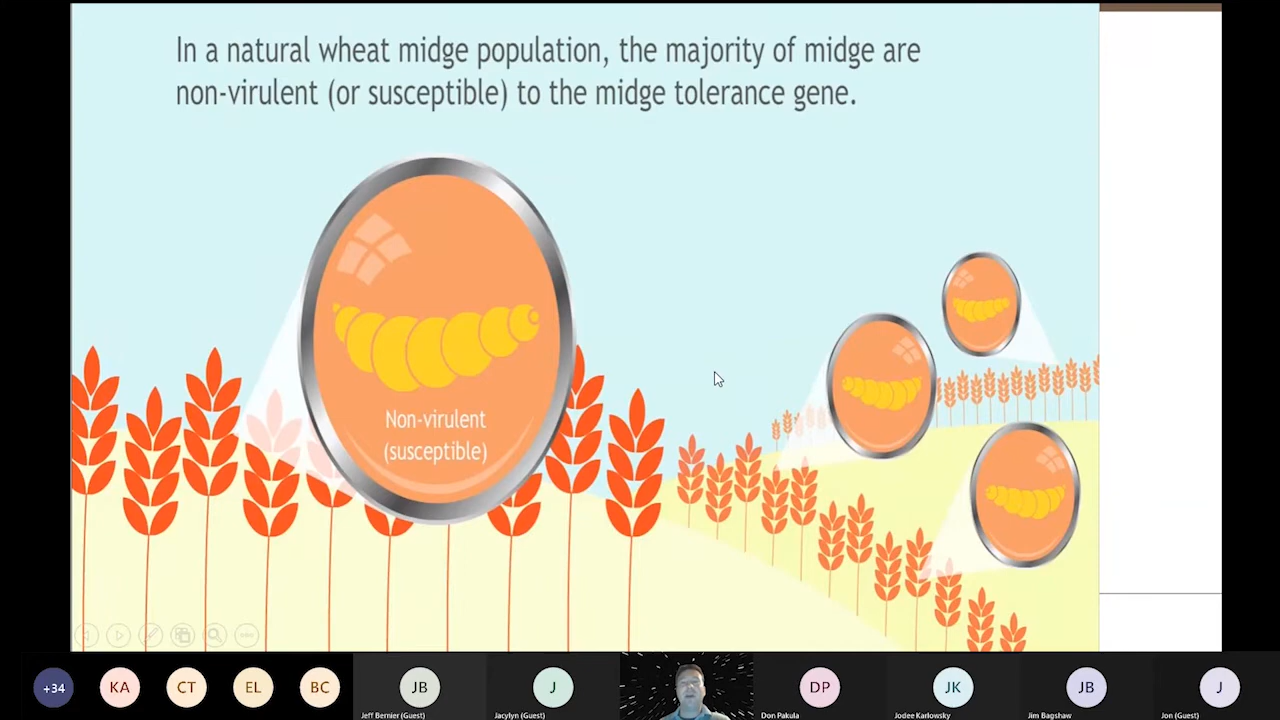 In a natural wheat midge population, the majority of midge are
non-virulent (or susceptible) to the midge tolerance gene.
Non-virulent
(susceptible)
+34
KA
CT
EL
BC
JB
J
DP
JK
JB
J
Jeff Bernier (Guest)
Jacylyn (Guest)
Don Pakula
Jodee Karlowsky
Jim Bagshaw
Jon (Guest)